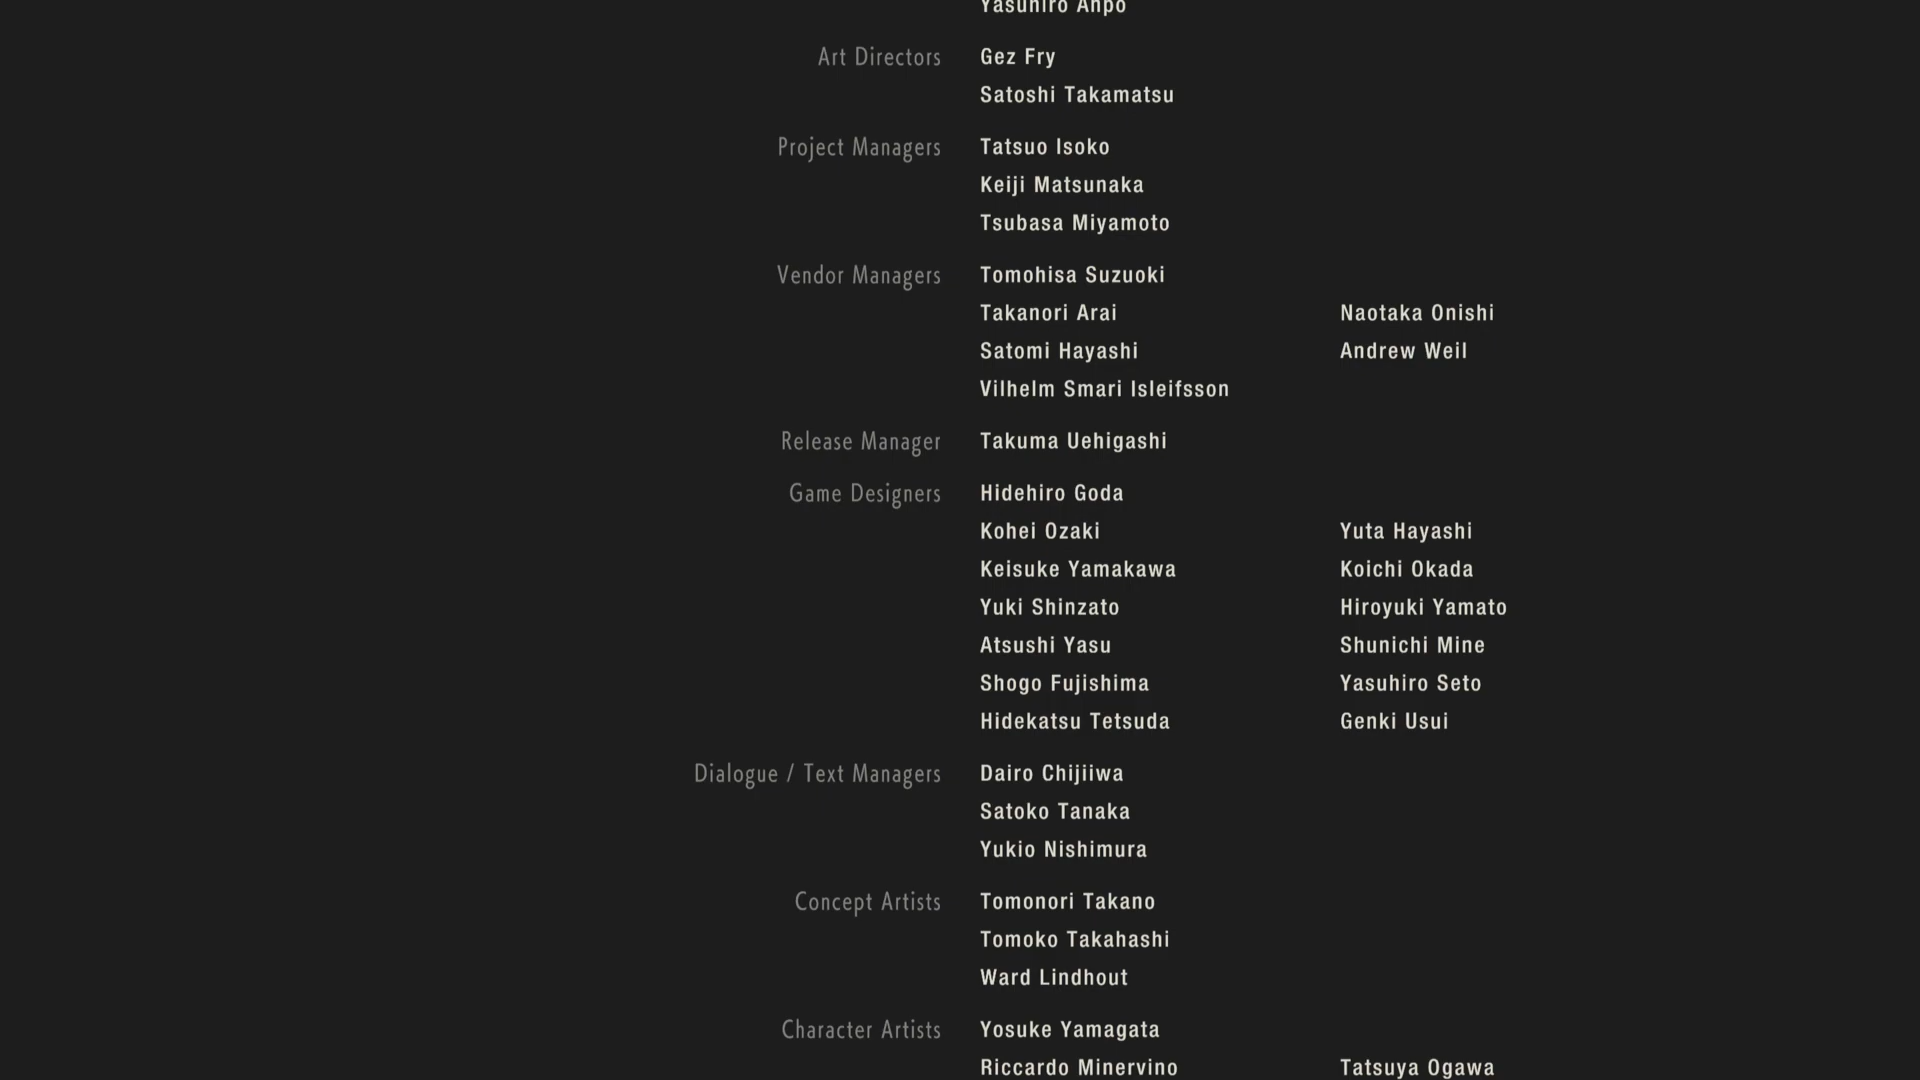 Yasuhiro Anpo
Art Directors Gez Fry
Satoshi Takamatsu
Project Managers Tatsuo Isoko
Keiji Matsunaka
Tsubasa Miyamoto
Vendor Managers Tomohisa Suzuoki
Takanori Arai Naotaka Onishi
Satomi Hayashi Andrew Weil
Vilhelm Smari Isleifsson
Release Manager Takuma Uehigashi
Game Designers Hidehiro Goda
Kohei Ozaki Yuta Hayashi
Keisuke Yamakawa Koichi Okada
Yuki Shinzato Hiroyuki Yamato
Atsushi Yasu Shunichi Mine
Shogo Fujishima Yasuhiro Seto
Hidekatsu Tetsuda Genki Usui
Dialogue / Text Managers Dairo Chijiiwa
Satoko Tanaka
Yukio Nishimura
Concept Artists Tomonori Takano
Tomoko Takahashi
Ward Lindhout
Character Artists Yosuke Yamagata
Riccardo Minervino Tatsuya Ogawa